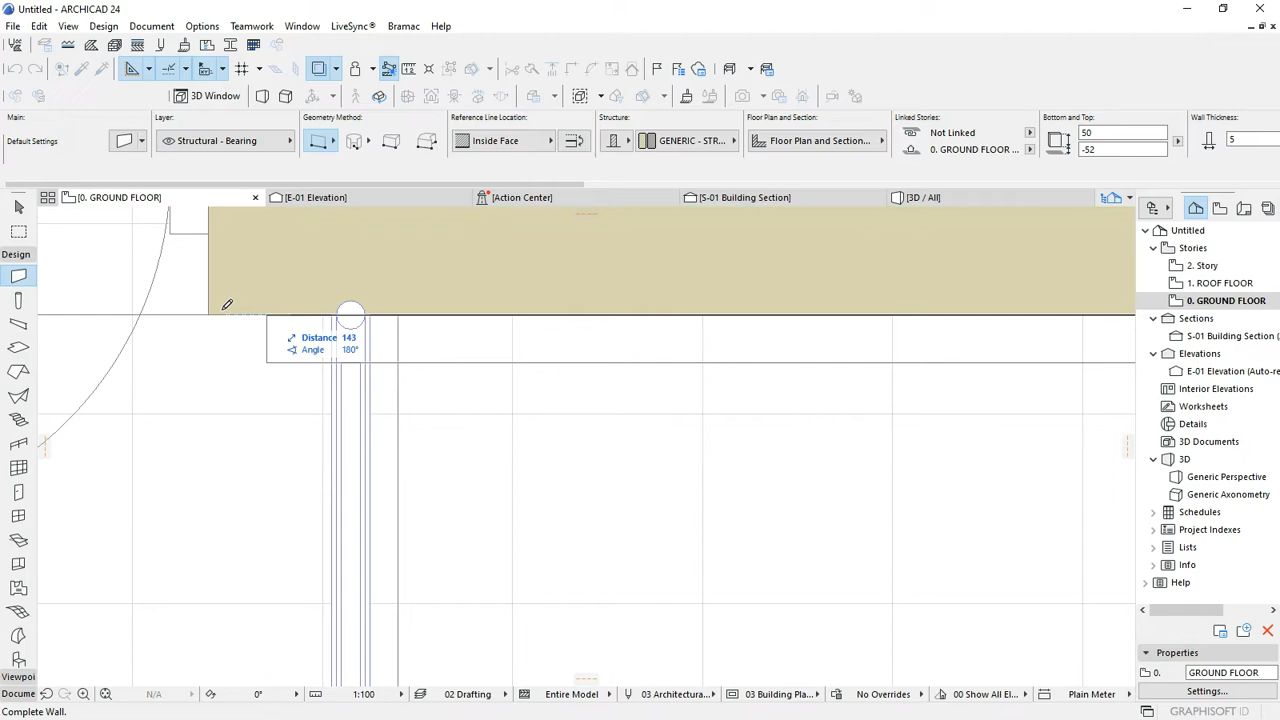 Untitled - ARCHICAD 24
File Edit View Design Document Options Teamwork Window LiveSync® Bramac Help
3D Window
Main:
Default Settings
Layer:
Structural - Bearing
Geometry Method:
Reference Line Location:
Inside Face
Structure:
GENERIC - STR...
Floor Plan and Section:
Floor Plan and Section...
Linked Stories:
Not Linked
0. GROUND FLOOR ...
Bottom and Top:
50
-52
Wall Thickness:
5
[0. GROUND FLOOR]
[E-01 Elevation]
[Action Center]
[S-01 Building Section]
[3D / All]
Design
Viewpoi
Docume
Distance 143
Angle 180°
Untitled
Stories
2. Story
1. ROOF FLOOR
0. GROUND FLOOR
Sections
S-01 Building Section (
Elevations
E-01 Elevation (Auto-re
Interior Elevations
Worksheets
Details
3D Documents
3D
Generic Perspective
Generic Axonometry
Schedules
Project Indexes
Lists
Info
Help
Properties
0. GROUND FLOOR
Settings...
N/A
0°
1:100
02 Drafting
Entire Model
03 Architectura...
03 Building Pla...
No Overrides
00 Show All El...
Plain Meter
Complete Wall.
GRAPHISOFT ID